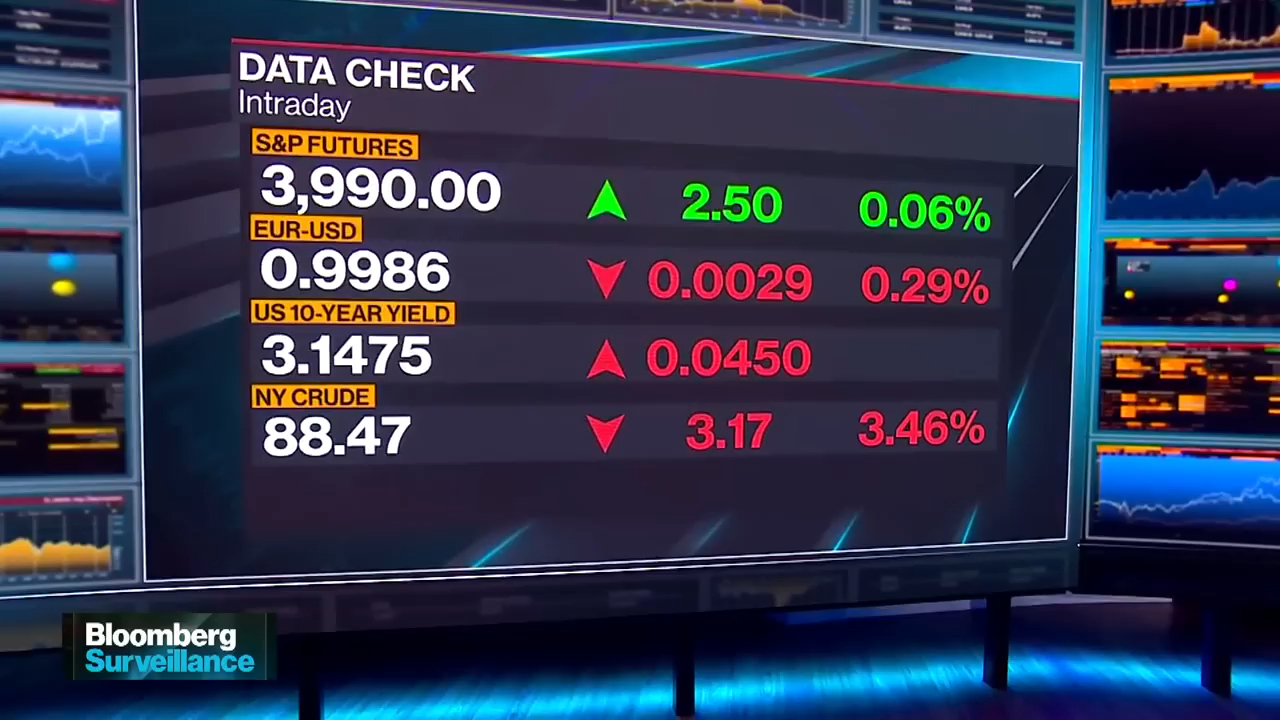 DATA CHECK
Intraday
S&P FUTURES
3,990.00 2.50 0.06%
EUR-USD
0.9986 0.0029 0.29%
US 10-YEAR YIELD
3.1475 0.0450
NY CRUDE
88.47 3.17 3.46%
Bloomberg
Surveillance